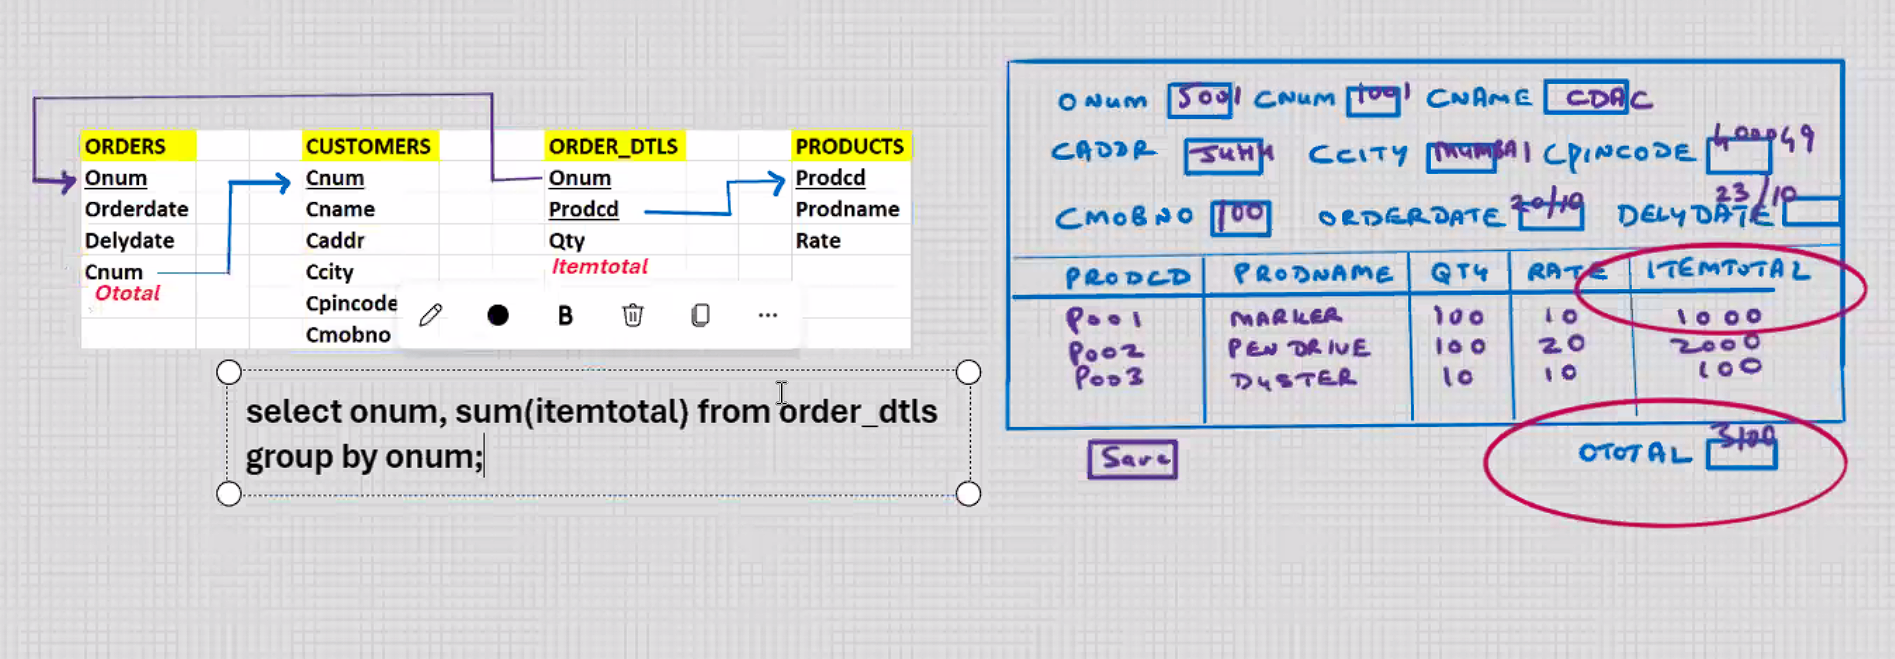 ORDERS CUSTOMERS ORDER_DTLS PRODUCTS
Onum Cnum Onum Prodcd
Orderdate Cname Prodcd Prodname
Delydate Caddr Qty Rate
Cnum Ccity Itemtotal
Ototal Cpincode
Cmobno
B
select onum, sum(itemtotal) from order_dtls
group by onum;
ONUM 5001 CNUM 1001 CNAME CDAC
CADDR JUHU CCITY MUMBAI CPINCODE 400049
CMOBNO 100 ORDERDATE 20/10 DELYDATE 23/10
PRODCD PRODNAME QTY RATE ITEMTOTAL
P001 MARKER 100 10 1000
P002 PEN DRIVE 100 20 2000
P003 DUSTER 10 10 100
Save OTOTAL 3100